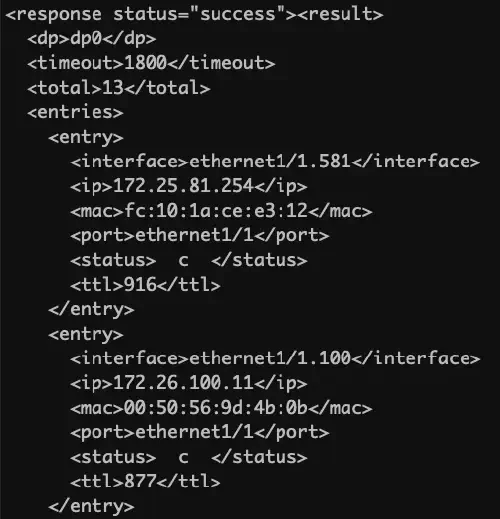 <response status="success"><result>
  <dp>dp0</dp>
  <timeout>1800</timeout>
  <total>13</total>
  <entries>
    <entry>
      <interface>ethernet1/1.581</interface>
      <ip>172.25.81.254</ip>
      <mac>fc:10:1a:ce:e3:12</mac>
      <port>ethernet1/1</port>
      <status>  c  </status>
      <ttl>916</ttl>
    </entry>
    <entry>
      <interface>ethernet1/1.100</interface>
      <ip>172.26.100.11</ip>
      <mac>00:50:56:9d:4b:0b</mac>
      <port>ethernet1/1</port>
      <status>  c  </status>
      <ttl>877</ttl>
    </entry>